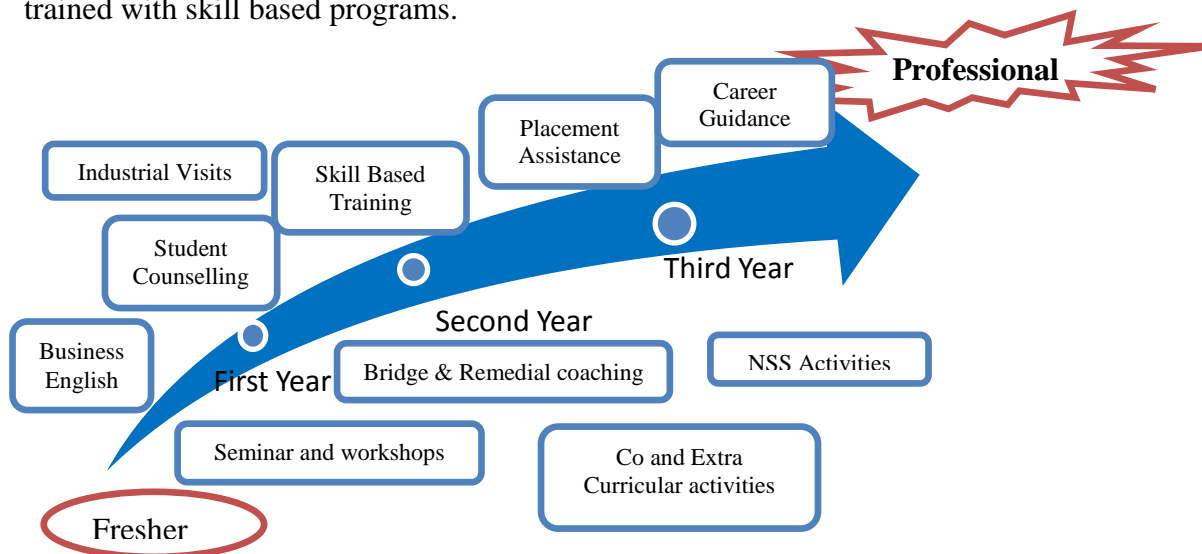 trained with skill based programs.
Professional
Career
Guidance
Placement
Assistance
Industrial Visits
Skill Based
Training
Student
Counselling
Third Year
Second Year
Business
English
First Year
Bridge & Remedial coaching
NSS Activities
Seminar and workshops
Co and Extra
Curricular activities
Fresher